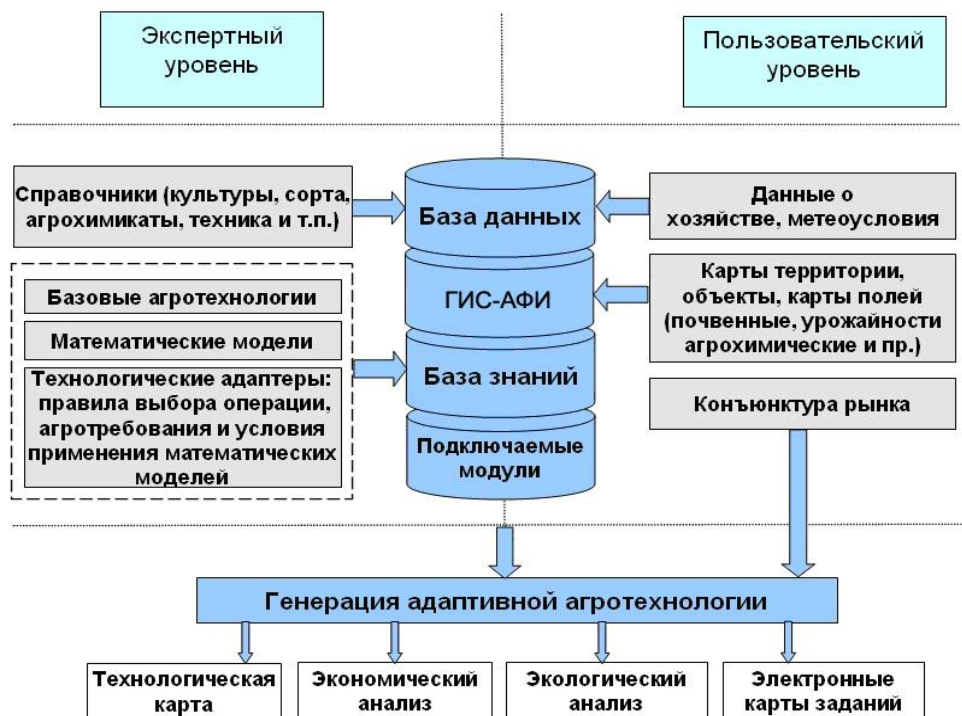 Экспертный
уровень
Пользовательский
уровень
Справочники (культуры, сорта,
агрохимикаты, техника и т.п.)
База данных
Данные о
хозяйстве, метеоусловия
Базовые агротехнологии
Математические модели
Технологические адаптеры:
правила выбора операции,
агротребования и условия
применения математических
моделей
ГИС-АФИ
База знаний
Подключаемые
модули
Карты территории,
объекты, карты полей
(почвенные, урожайности
агрохимические и пр.)
Конъюнктура рынка
Генерация адаптивной агротехнологии
Технологическая
карта
Экономический
анализ
Экологический
анализ
Электронные
карты заданий